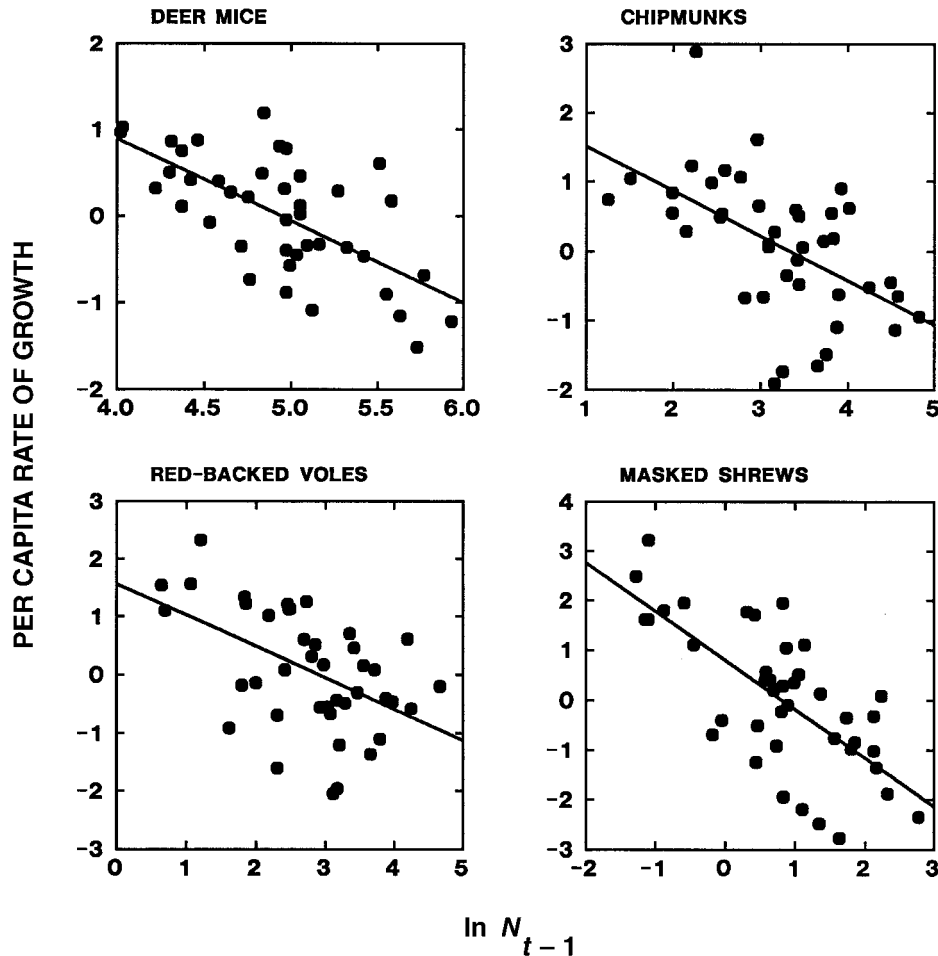 DEER MICE
2
1
0
−1
−2
4.0 4.5 5.0 5.5 6.0
CHIPMUNKS
3
2
1
0
−1
−2
1 2 3 4 5
RED-BACKED VOLES
3
2
1
0
−1
−2
−3
0 1 2 3 4 5
MASKED SHREWS
4
3
2
1
0
−1
−2
−3
−2 −1 0 1 2 3
PER CAPITA RATE OF GROWTH
ln N t − 1